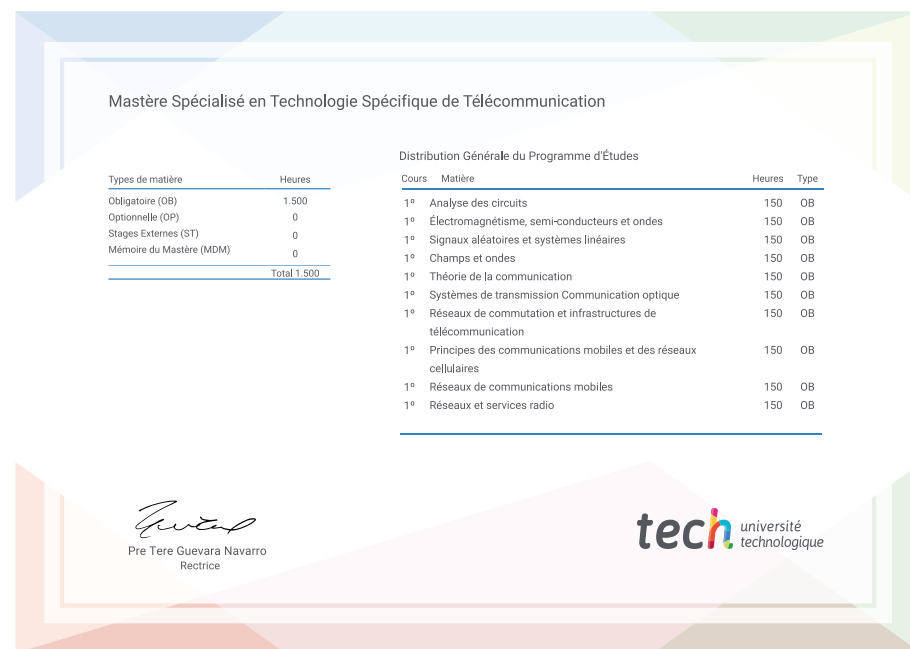 Mastère Spécialisé en Technologie Spécifique de Télécommunication
Types de matière Heures
Obligatoire (OB) 1.500
Optionnelle (OP) 0
Stages Externes (ST) 0
Mémoire du Mastère (MDM) 0
Total 1.500
Distribution Générale du Programme d'Études
Cours Matière Heures Type
1º Analyse des circuits 150 OB
1º Électromagnétisme, semi-conducteurs et ondes 150 OB
1º Signaux aléatoires et systèmes linéaires 150 OB
1º Champs et ondes 150 OB
1º Théorie de la communication 150 OB
1º Systèmes de transmission Communication optique 150 OB
1º Réseaux de commutation et infrastructures de 150 OB
télécommunication
1º Principes des communications mobiles et des réseaux 150 OB
cellulaires
1º Réseaux de communications mobiles 150 OB
1º Réseaux et services radio 150 OB
Pre Tere Guevara Navarro
Rectrice
tech université
technologique